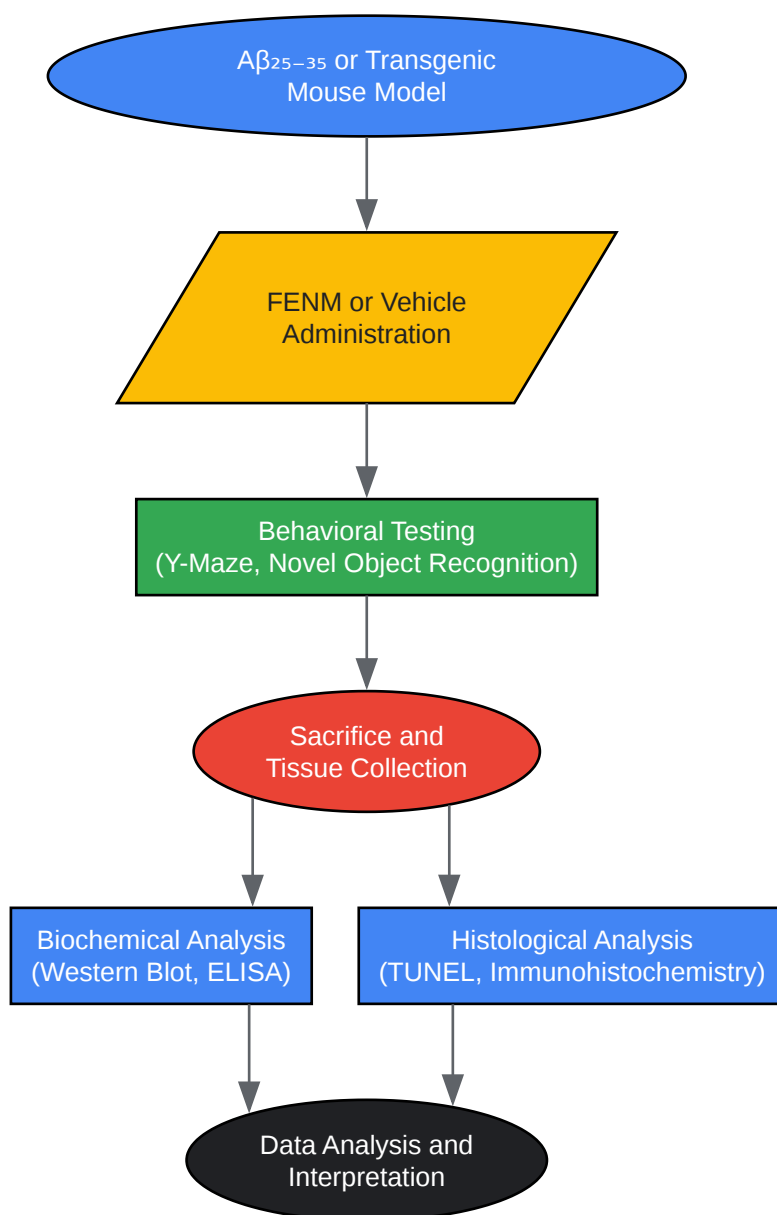 Aβ₂₅₋₃₅ or Transgenic
Mouse Model
FENM or Vehicle
Administration
Behavioral Testing
(Y-Maze, Novel Object Recognition)
Sacrifice and
Tissue Collection
Biochemical Analysis
(Western Blot, ELISA)
Histological Analysis
(TUNEL, Immunohistochemistry)
Data Analysis and
Interpretation